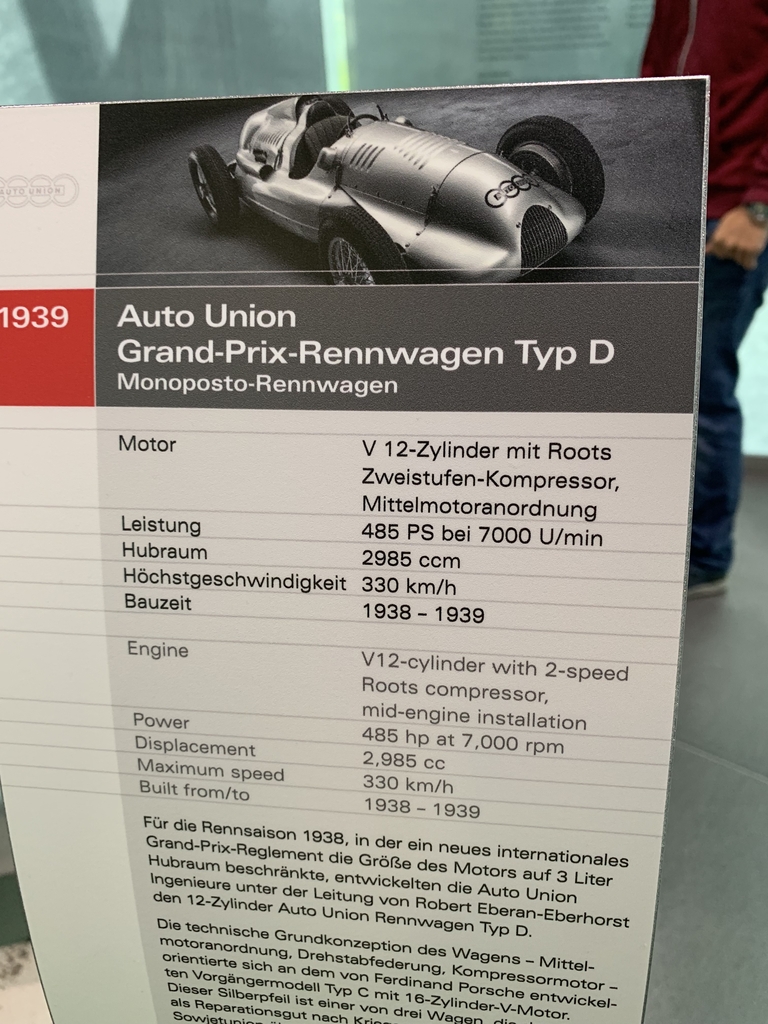 AUTO UNION
1939
Auto Union
Grand-Prix-Rennwagen Typ D
Monoposto-Rennwagen
Motor V 12-Zylinder mit Roots
Zweistufen-Kompressor,
Mittelmotoranordnung
Leistung 485 PS bei 7000 U/min
Hubraum 2985 ccm
Höchstgeschwindigkeit 330 km/h
Bauzeit 1938 – 1939
Engine V12-cylinder with 2-speed
Roots compressor,
mid-engine installation
Power 485 hp at 7,000 rpm
Displacement 2,985 cc
Maximum speed 330 km/h
Built from/to 1938 – 1939
Für die Rennsaison 1938, in der ein neues internationales
Grand-Prix-Reglement die Größe des Motors auf 3 Liter
Hubraum beschränkte, entwickelten die Auto Union
Ingenieure unter der Leitung von Robert Eberan-Eberhorst
den 12-Zylinder Auto Union Rennwagen Typ D.
Die technische Grundkonzeption des Wagens – Mittel-
motoranordnung, Drehstabfederung, Kompressormotor –
orientierte sich an dem von Ferdinand Porsche entwickel-
ten Vorgängermodell Typ C mit 16-Zylinder-V-Motor.
Dieser Silberpfeil ist einer von drei Wagen, die
als Reparationsgut nach
Sowjetunion